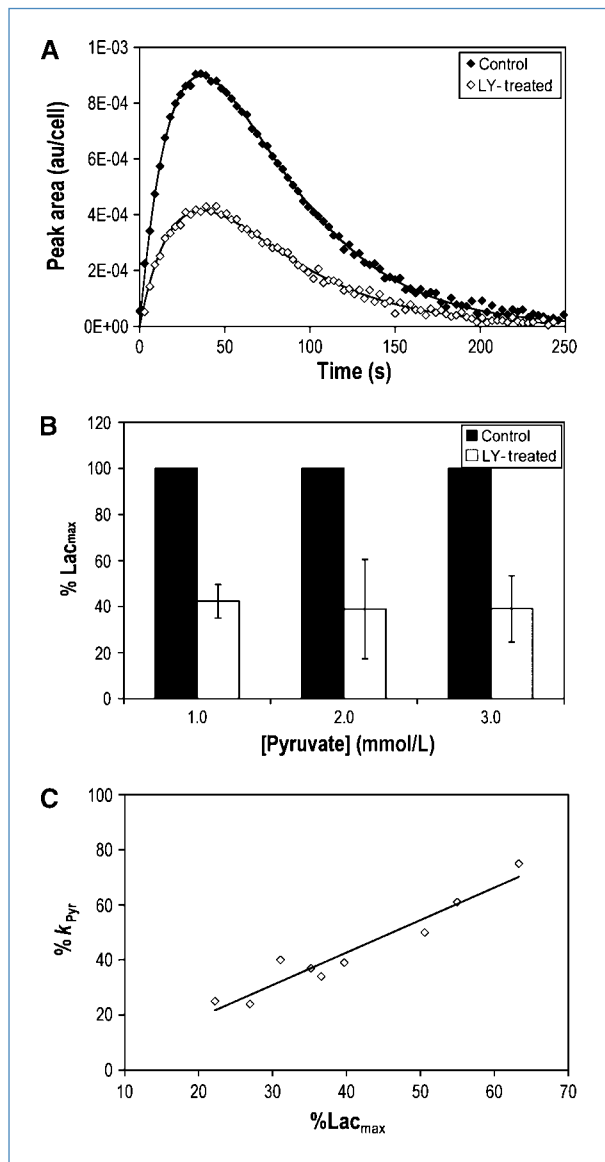 A
1E-03
8E-04
6E-04
4E-04
2E-04
0E+00
Peak area (au/cell)
0 50 100 150 200 250
Time (s)
Control
LY-treated
B
120
100
80
60
40
20
0
% Lacmax
Control
LY-treated
1.0 2.0 3.0
[Pyruvate] (mmol/L)
C
100
80
60
40
20
0
% kPyr
10 20 30 40 50 60 70
%Lacmax